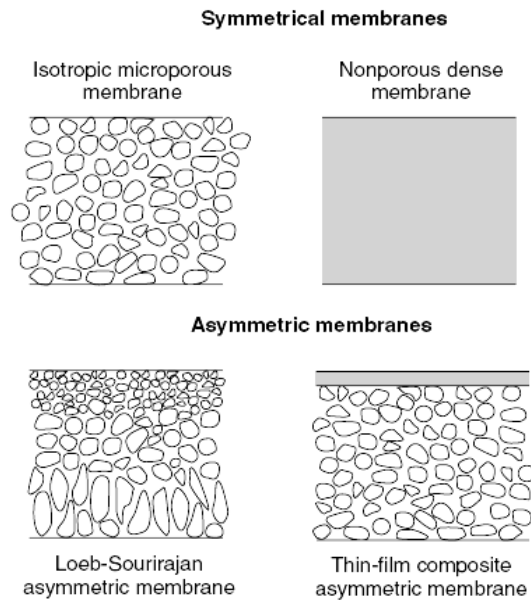 Symmetrical membranes
Isotropic microporous
membrane
Nonporous dense
membrane
Asymmetric membranes
Loeb-Sourirajan
asymmetric membrane
Thin-film composite
asymmetric membrane